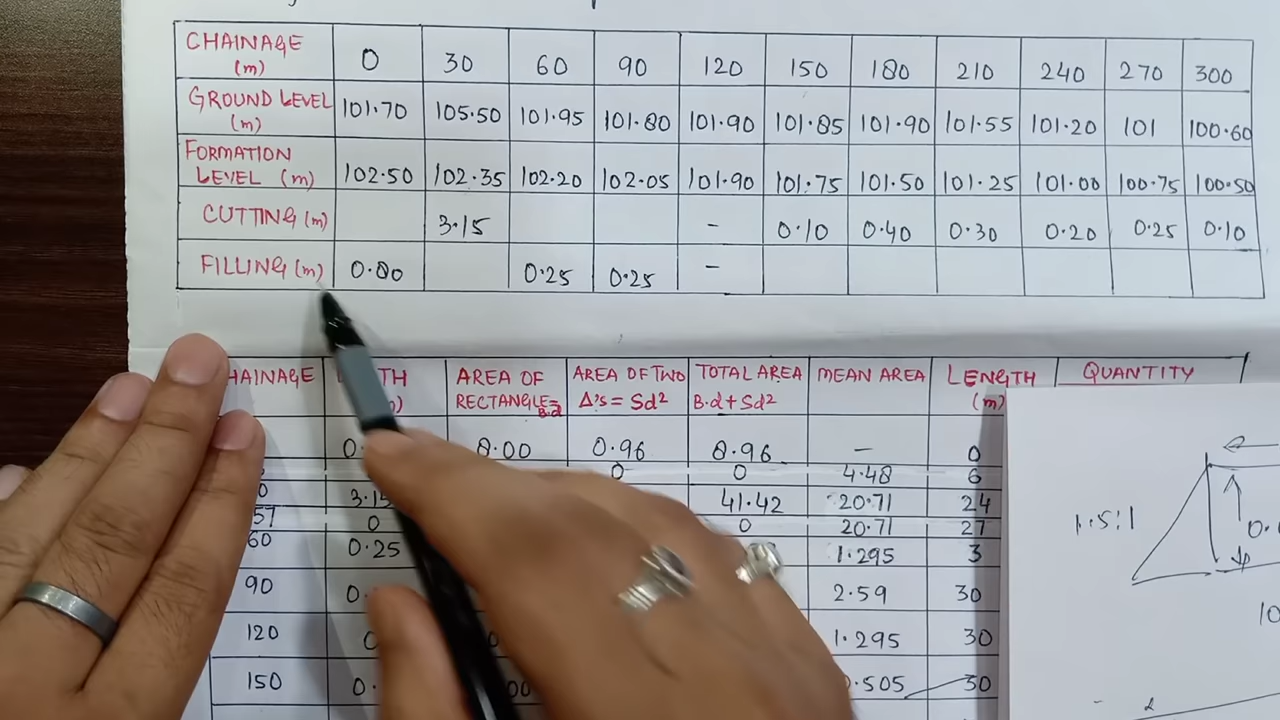 CHAINAGE (m) 0 30 60 90 120 150 180 210 240 270 300
GROUND LEVEL (m) 101.70 105.50 101.95 101.80 101.90 101.85 101.90 101.55 101.20 101 100.60
FORMATION LEVEL (m) 102.50 102.35 102.20 102.05 101.90 101.75 101.50 101.25 101.00 100.75 100.50
CUTTING (m) 3.15 - 0.10 0.40 0.30 0.20 0.25 0.10
FILLING (m) 0.80 0.25 0.25 -
HAINAGE AREA OF RECTANGLE= B.d AREA OF TWO Δ's = Sd² TOTAL AREA B.d + Sd² MEAN AREA LENGTH (m) QUANTITY
8.00 0.96 8.96 - 0
0 0 4.48 6
3.15 41.42 20.71 24
57 0 0 20.71 27
60 0.25 1.295 3
90 2.59 30
120 1.295 30
150 30
1.5:1